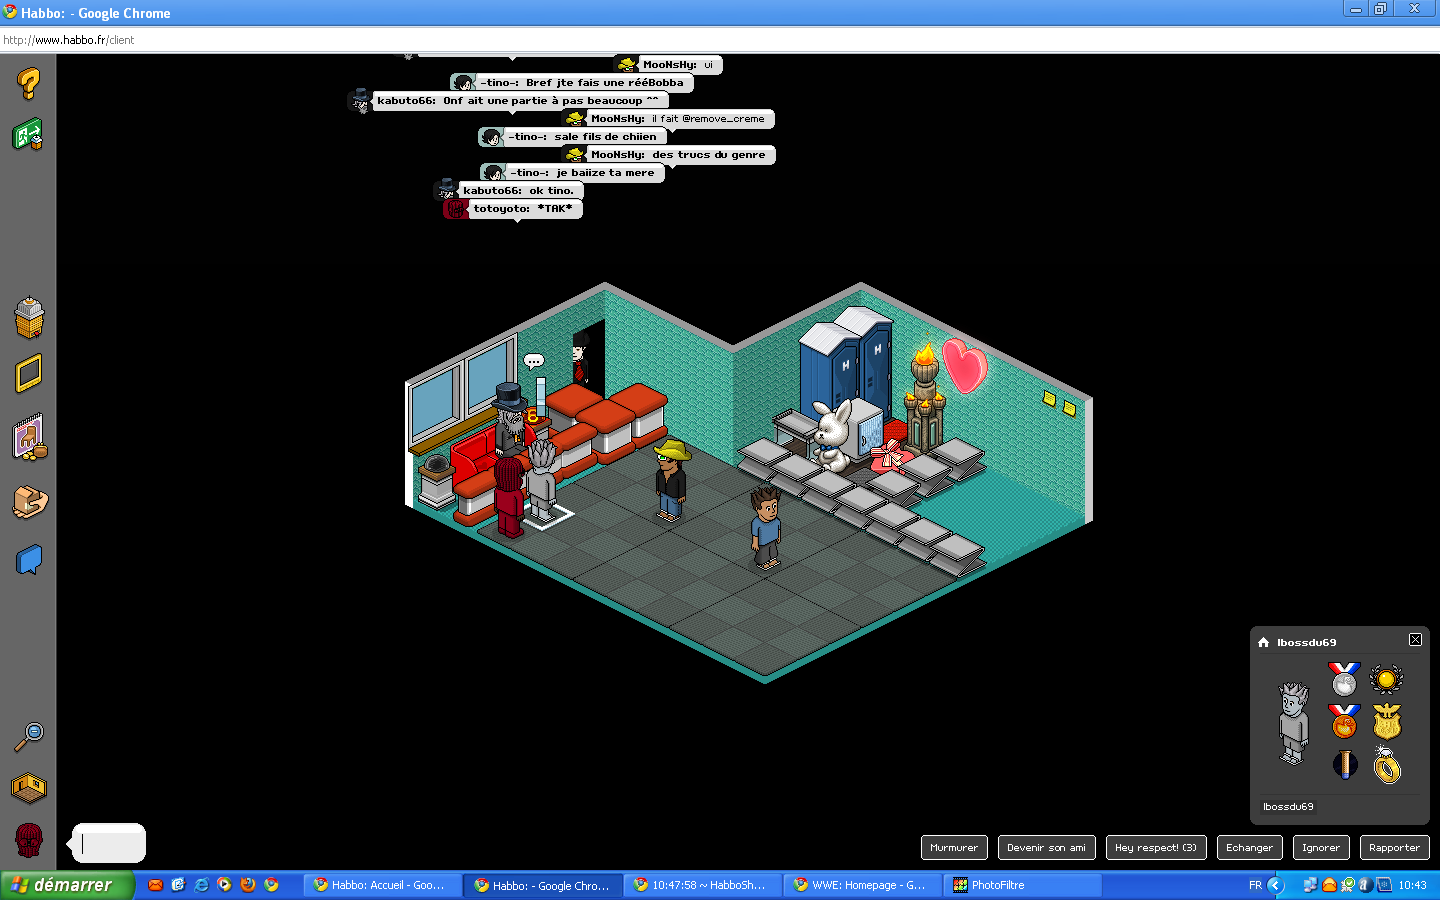 Habbo: - Google Chrome
http://www.habbo.fr/client
MooNsHy: ui
-tino-: Bref jte fais une rééBobba
kabuto66: Onf ait une partie à pas beaucoup ^^
MooNsHy: il fait @remove_creme
-tino-: sale fils de chiien
MooNsHy: des trucs du genre
-tino-: je baiize ta mere
kabuto66: ok tino.
totoyoto: *TAK*
H
H
lbossdu69
lbossdu69
Murmurer
Devenir son ami
Hey respect! (3)
Echanger
Ignorer
Rapporter
démarrer
Habbo: Accueil - Goo...
Habbo: - Google Chro...
10:47:58 ~ HabboSh...
WWE: Homepage - G...
PhotoFiltre
FR
10:43